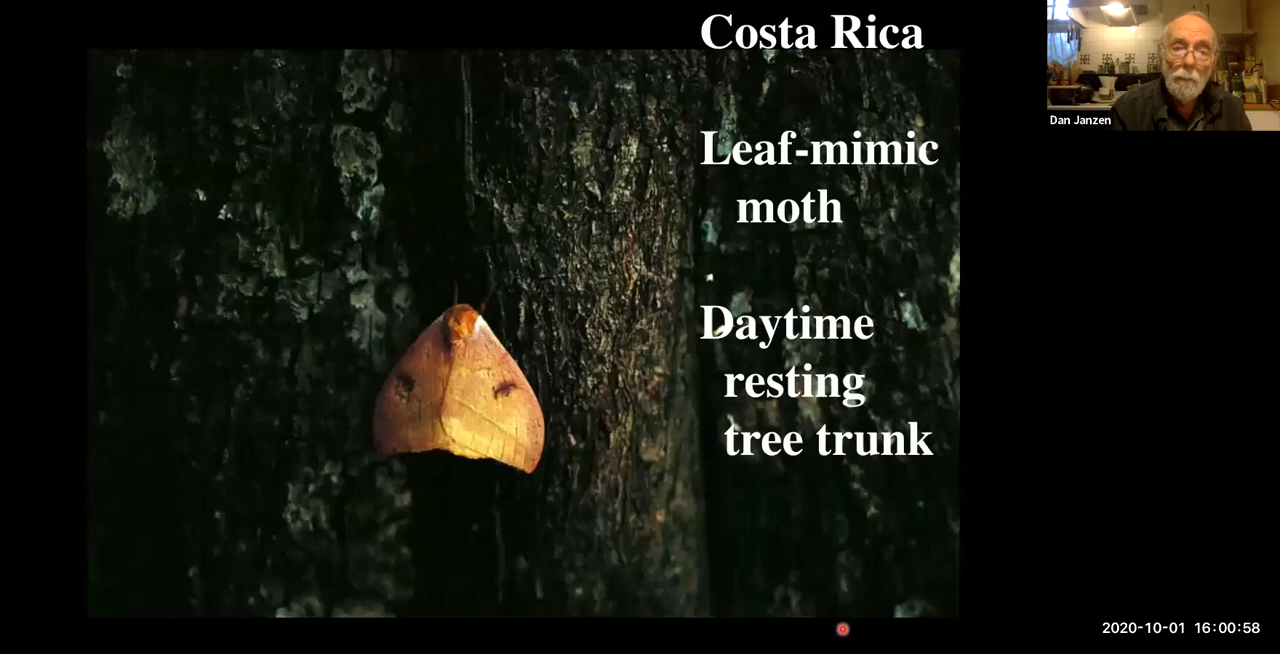 Costa Rica
Leaf-mimic
moth
Daytime
resting
tree trunk
Dan Janzen
2020-10-01 16:00:58